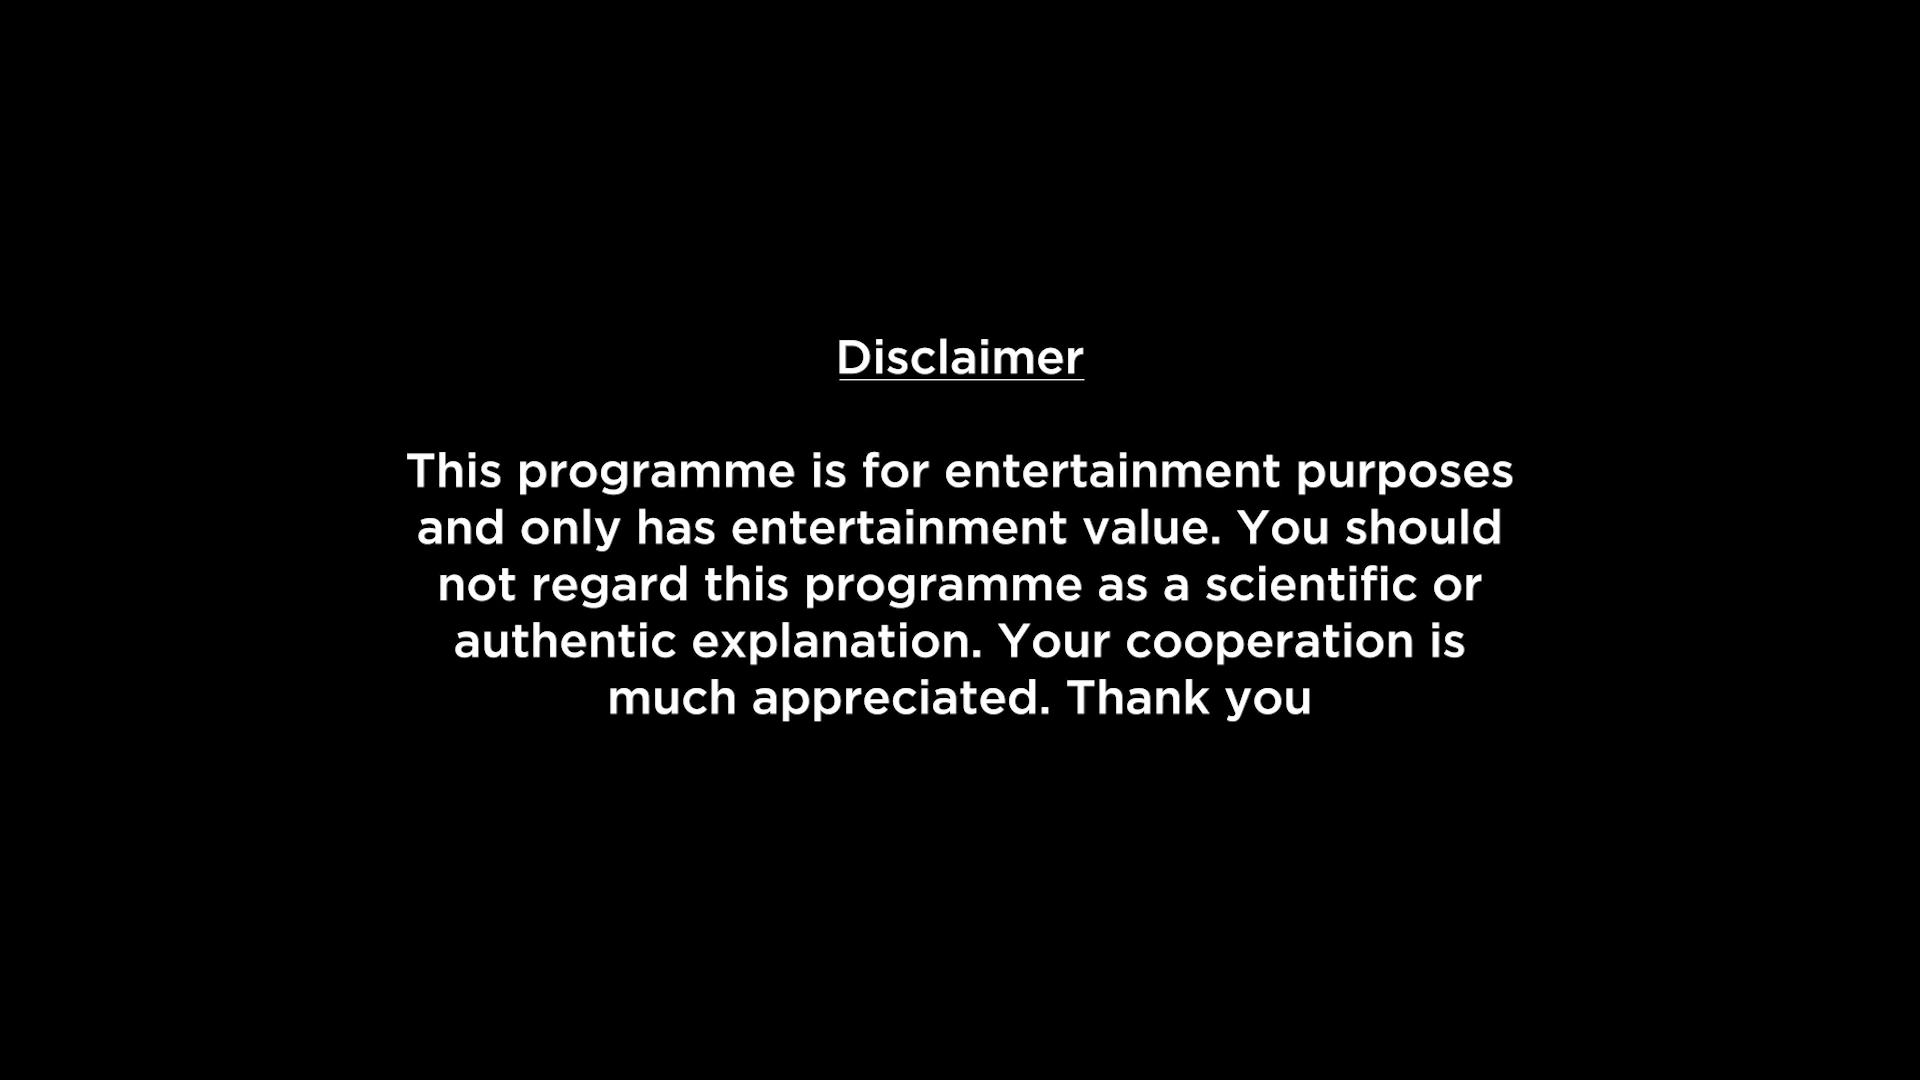 Disclaimer
This programme is for entertainment purposes
and only has entertainment value. You should
not regard this programme as a scientific or
authentic explanation. Your cooperation is
much appreciated. Thank you